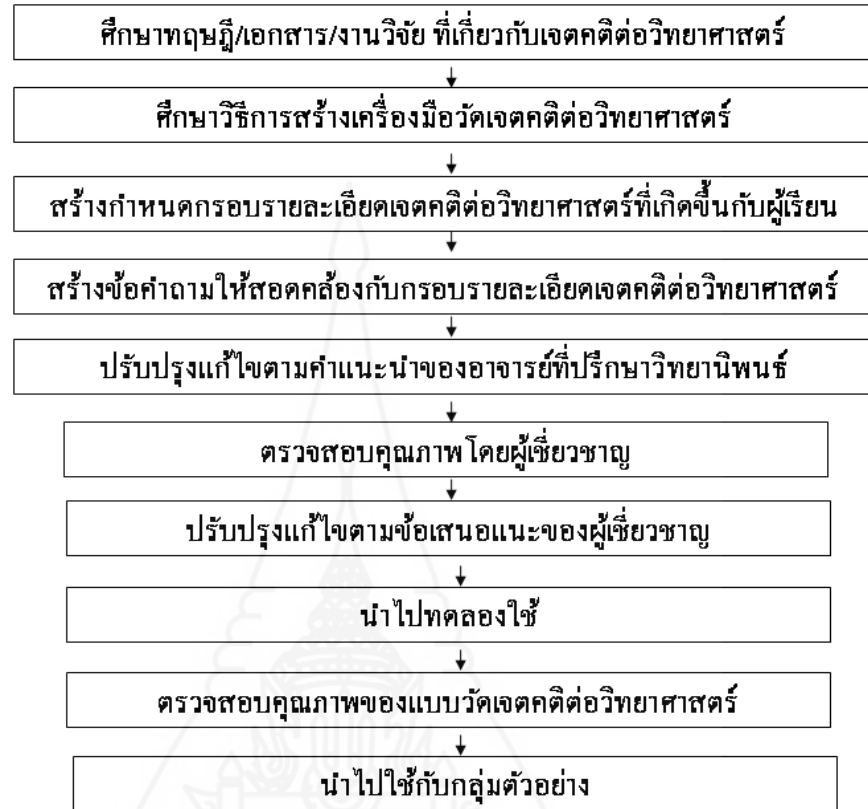 ศึกษาทฤษฎี/เอกสาร/งานวิจัย ที่เกี่ยวกับเจตคติต่อวิทยาศาสตร์
ศึกษาวิธีการสร้างเครื่องมือวัดเจตคติต่อวิทยาศาสตร์
สร้างกำหนดกรอบรายละเอียดเจตคติต่อวิทยาศาสตร์ที่เกิดขึ้นกับผู้เรียน
สร้างข้อคำถามให้สอดคล้องกับกรอบรายละเอียดเจตคติต่อวิทยาศาสตร์
ปรับปรุงแก้ไขตามคำแนะนำของอาจารย์ที่ปรึกษาวิทยานิพนธ์
ตรวจสอบคุณภาพโดยผู้เชี่ยวชาญ
ปรับปรุงแก้ไขตามข้อเสนอแนะของผู้เชี่ยวชาญ
นำไปทดลองใช้
ตรวจสอบคุณภาพของแบบวัดเจตคติต่อวิทยาศาสตร์
นำไปใช้กับกลุ่มตัวอย่าง